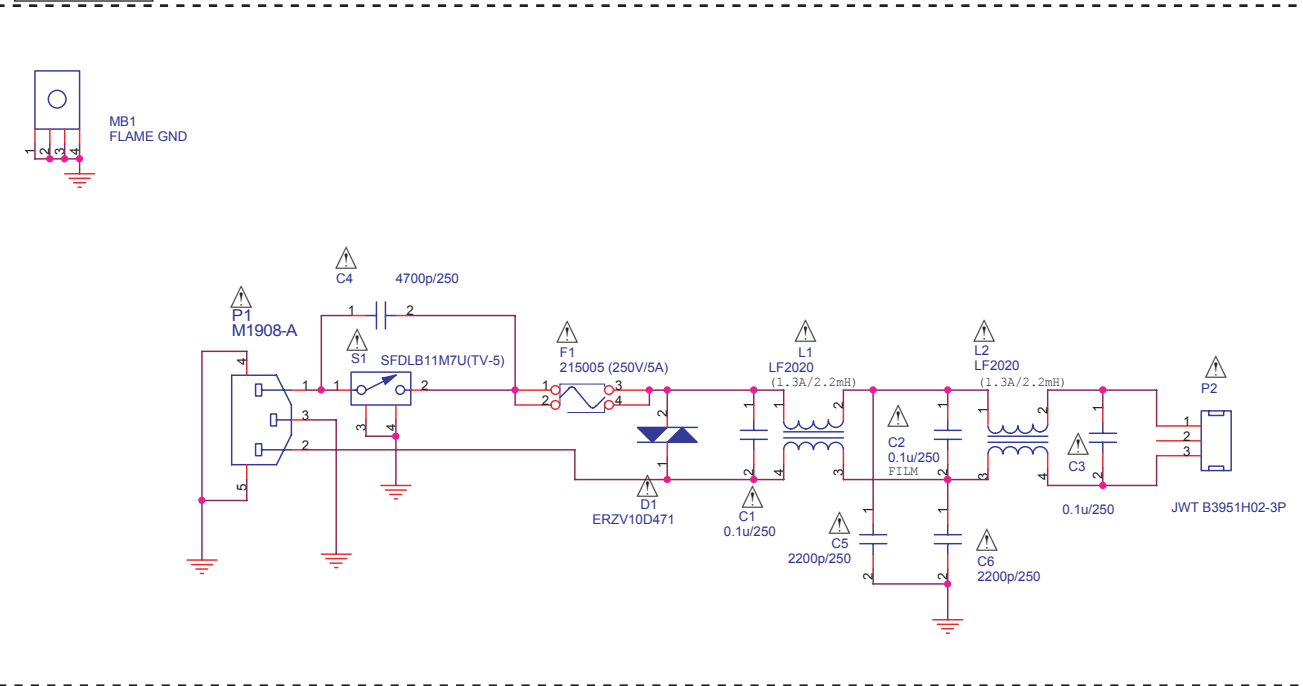 MB1
FLAME GND
1
2
3
4
C4
4700p/250
1
2
P1
M1908-A
S1
SFDLB11M7U(TV-5)
F1
215005 (250V/5A)
L1
LF2020
(1.3A/2.2mH)
L2
LF2020
(1.3A/2.2mH)
P2
4
1
1
2
1
3
2
4
3
2
5
3
4
2
1
D1
ERZV10D471
1
2
C1
0.1u/250
1
2
4
3
C2
0.1u/250
FILM
1
2
1
2
3
4
1
2
C3
0.1u/250
1
2
3
JWT B3951H02-3P
1
2
C5
2200p/250
1
2
C6
2200p/250